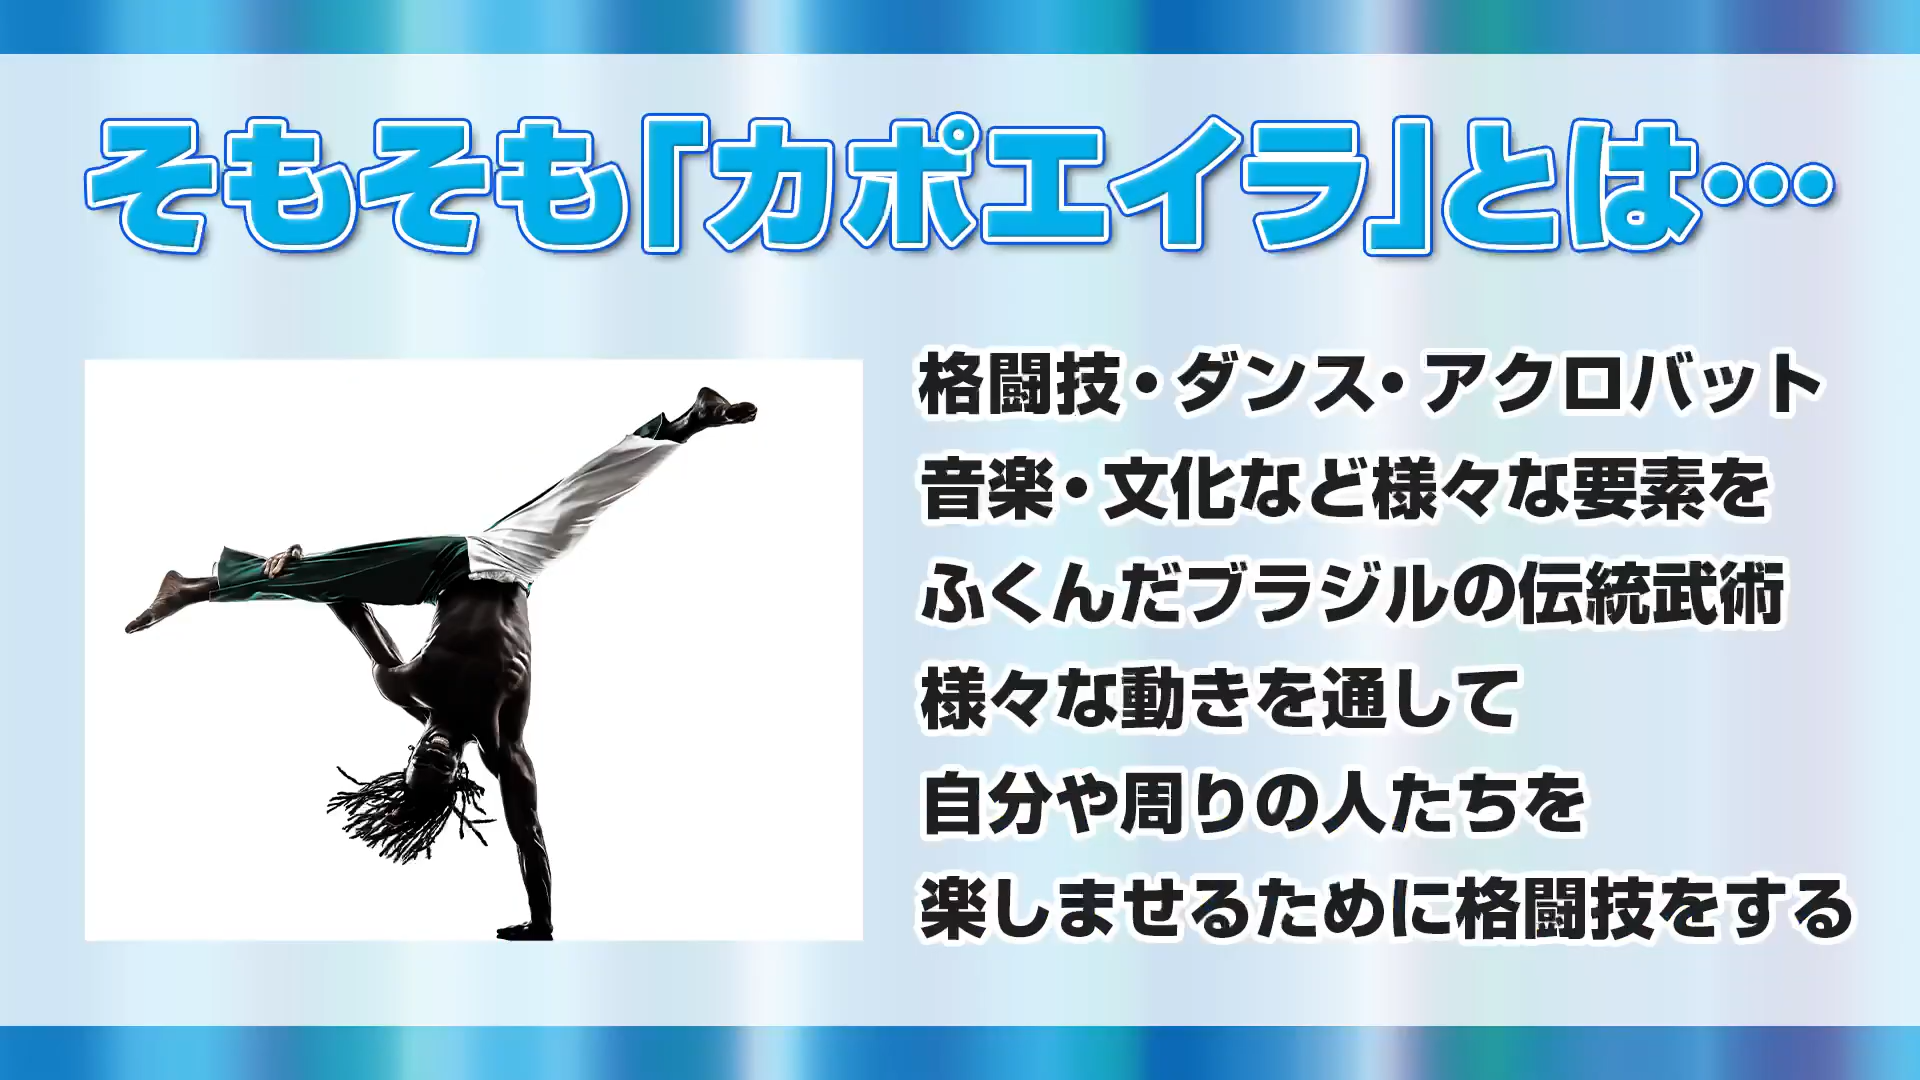 そもそも「カポエイラ」とは…
格闘技・ダンス・アクロバット
音楽・文化など様々な要素を
ふくんだブラジルの伝統武術
様々な動きを通して
自分や周りの人たちを
楽しませるために格闘技をする